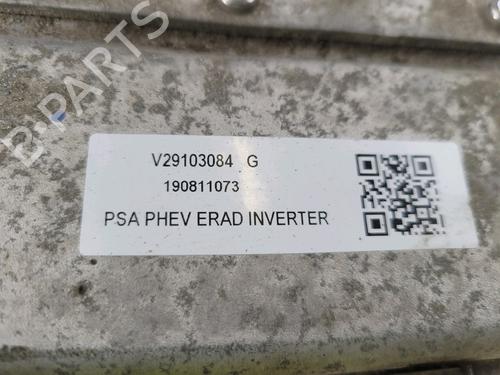 B-PARTS
V29103084 G
190811073
PSA PHEV ERAD INVERTER